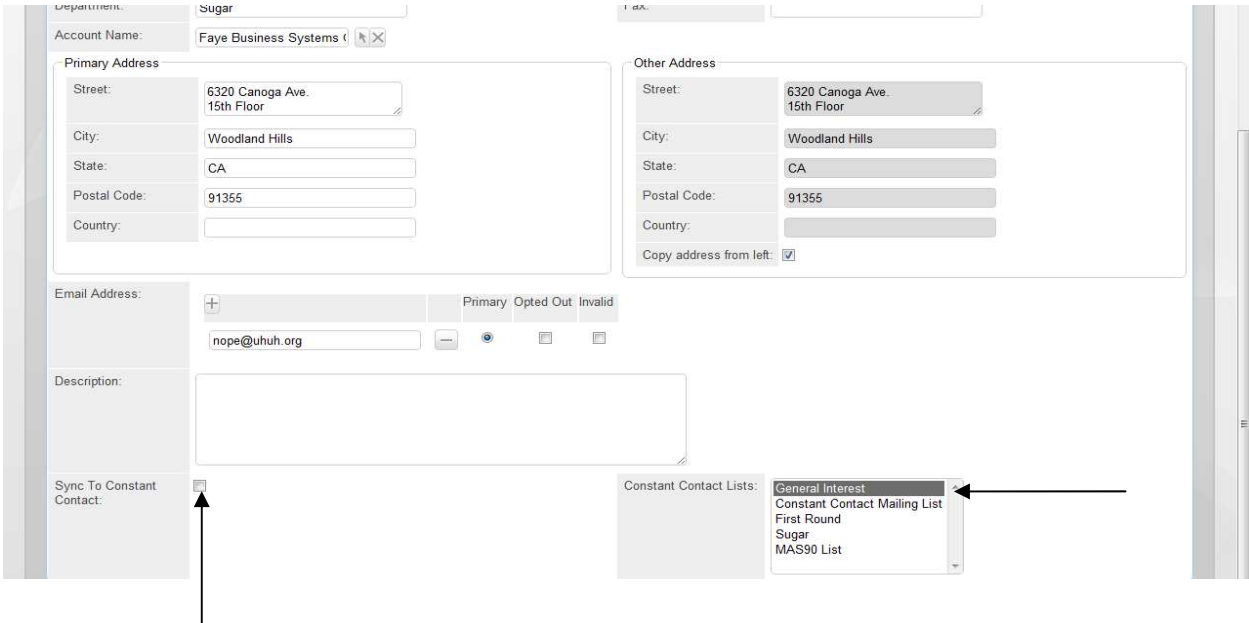 Department:
Sugar
Fax:
Account Name:
Faye Business Systems
Primary Address
Other Address
Street:
6320 Canoga Ave.
15th Floor
Street:
6320 Canoga Ave.
15th Floor
City:
Woodland Hills
City:
Woodland Hills
State:
CA
State:
CA
Postal Code:
91355
Postal Code:
91355
Country:
Country:
Copy address from left:
Email Address:
Primary Opted Out Invalid
nope@uhuh.org
Description:
Sync To Constant
Contact:
Constant Contact Lists:
General Interest
Constant Contact Mailing List
First Round
Sugar
MAS90 List